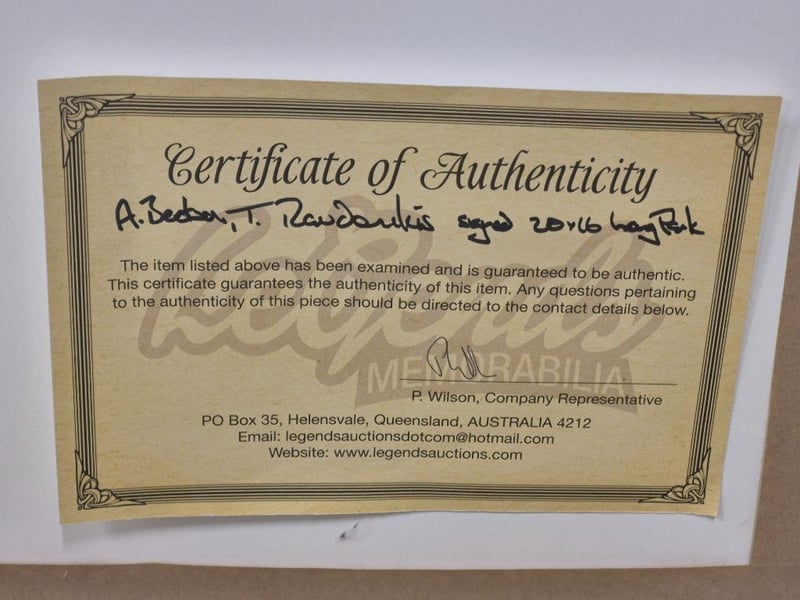 Certificate of Authenticity
A. Beetson, T. Raudonikis signed 20x16 Lang Park
The item listed above has been examined and is guaranteed to be authentic.
This certificate guarantees the authenticity of this item. Any questions pertaining
to the authenticity of this piece should be directed to the contact details below.
Legends
MEMORABILIA
P. Wilson, Company Representative
PO Box 35, Helensvale, Queensland, AUSTRALIA 4212
Email: legendsauctionsdotcom@hotmail.com
Website: www.legendsauctions.com